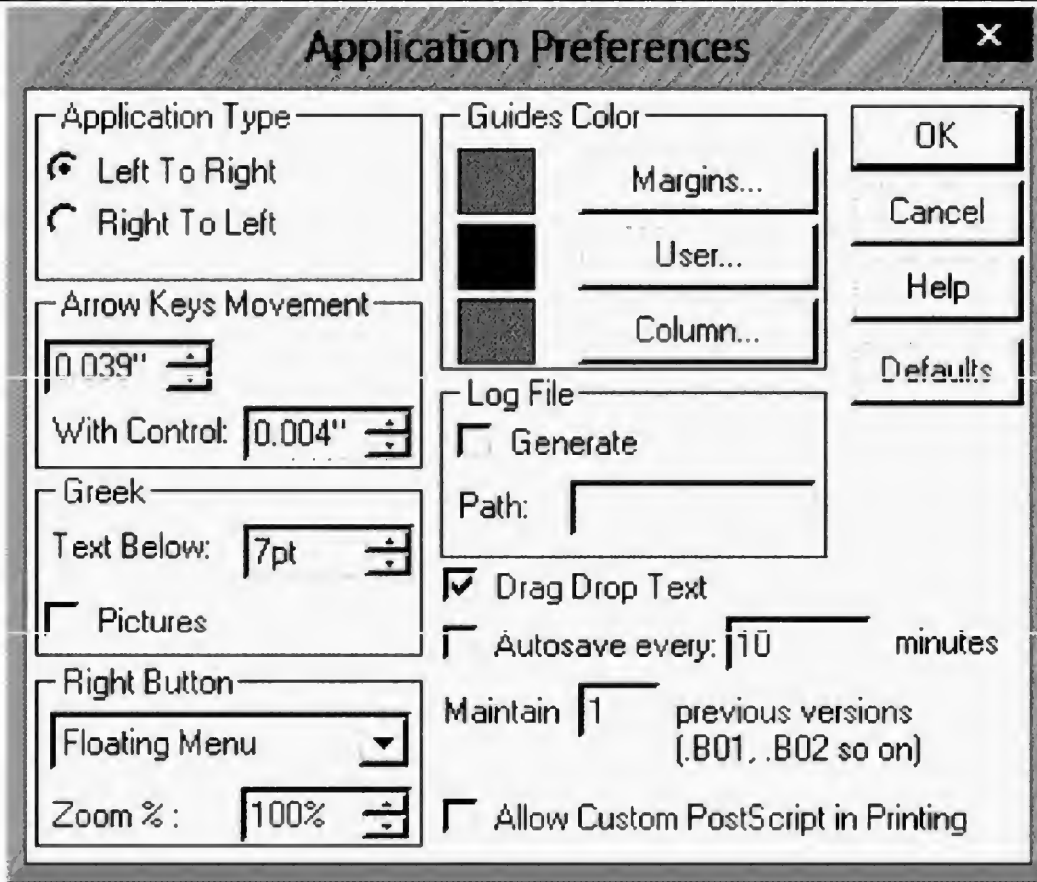 Application Preferences
Application Type
Left To Right
Right To Left
Arrow Keys Movement
0.039"
With Control: 0.004"
Greek
Text Below: 7pt
Pictures
Right Button
Floating Menu
Zoom % : 100%
Guides Color
Margins...
User...
Column...
Log File
Generate
Path:
Drag Drop Text
Autosave every: 10 minutes
Maintain 1 previous versions
(.B01, .B02 so on)
Allow Custom PostScript in Printing
OK
Cancel
Help
Defaults